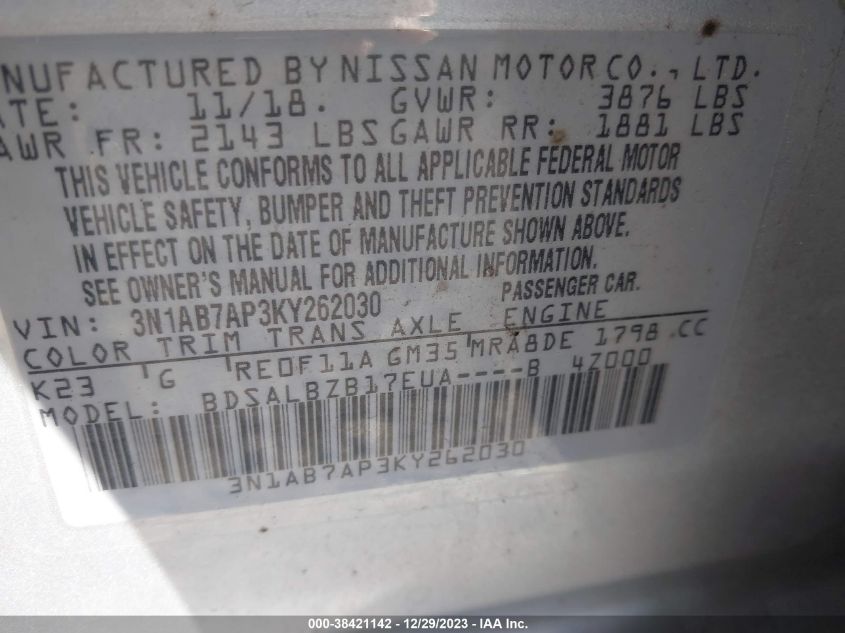 NUFACTURED BY NISSAN MOTOR CO., LTD.
ATE: 11/18. GVWR: 3876 LBS
AWR FR: 2143 LBS GAWR RR: 1881 LBS
THIS VEHICLE CONFORMS TO ALL APPLICABLE FEDERAL MOTOR
VEHICLE SAFETY, BUMPER AND THEFT PREVENTION STANDARDS
IN EFFECT ON THE DATE OF MANUFACTURE SHOWN ABOVE.
SEE OWNER'S MANUAL FOR ADDITIONAL INFORMATION.
VIN: 3N1AB7AP3KY262030 PASSENGER CAR.
COLOR TRIM TRANS AXLE ENGINE
K23 G RE0F11A GM35 MRA8DE 1798 CC
MODEL: BDSALBZB17EUA----B 4Z000
3N1AB7AP3KY262030
000-38421142 - 12/29/2023 - IAA Inc.